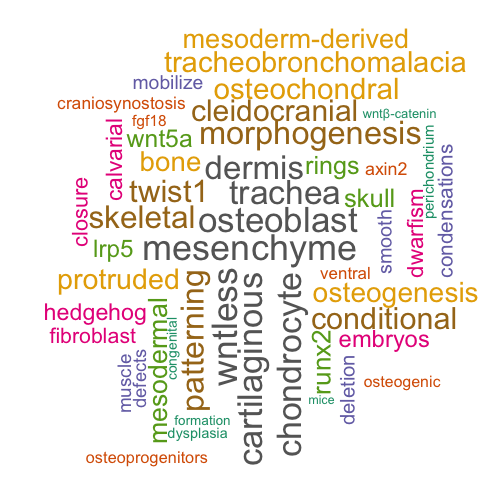 mesoderm-derived
tracheobronchomalacia
mobilize
osteochondral
craniosynostosis
cleidocranial
wntβ-catenin
fgf18
morphogenesis
calvarial
wnt5a
perichondrium
bone
dermis
rings
axin2
condensations
closure
twist1
trachea
skull
smooth
dwarfism
skeletal
osteoblast
lrp5
mesenchyme
protruded
ventral
osteogenesis
patterning
wntless
cartilaginous
chondrocyte
hedgehog
conditional
mesodermal
congenital
fibroblast
runx2
embryos
muscle
defects
deletion
osteogenic
mice
formation
dysplasia
osteoprogenitors